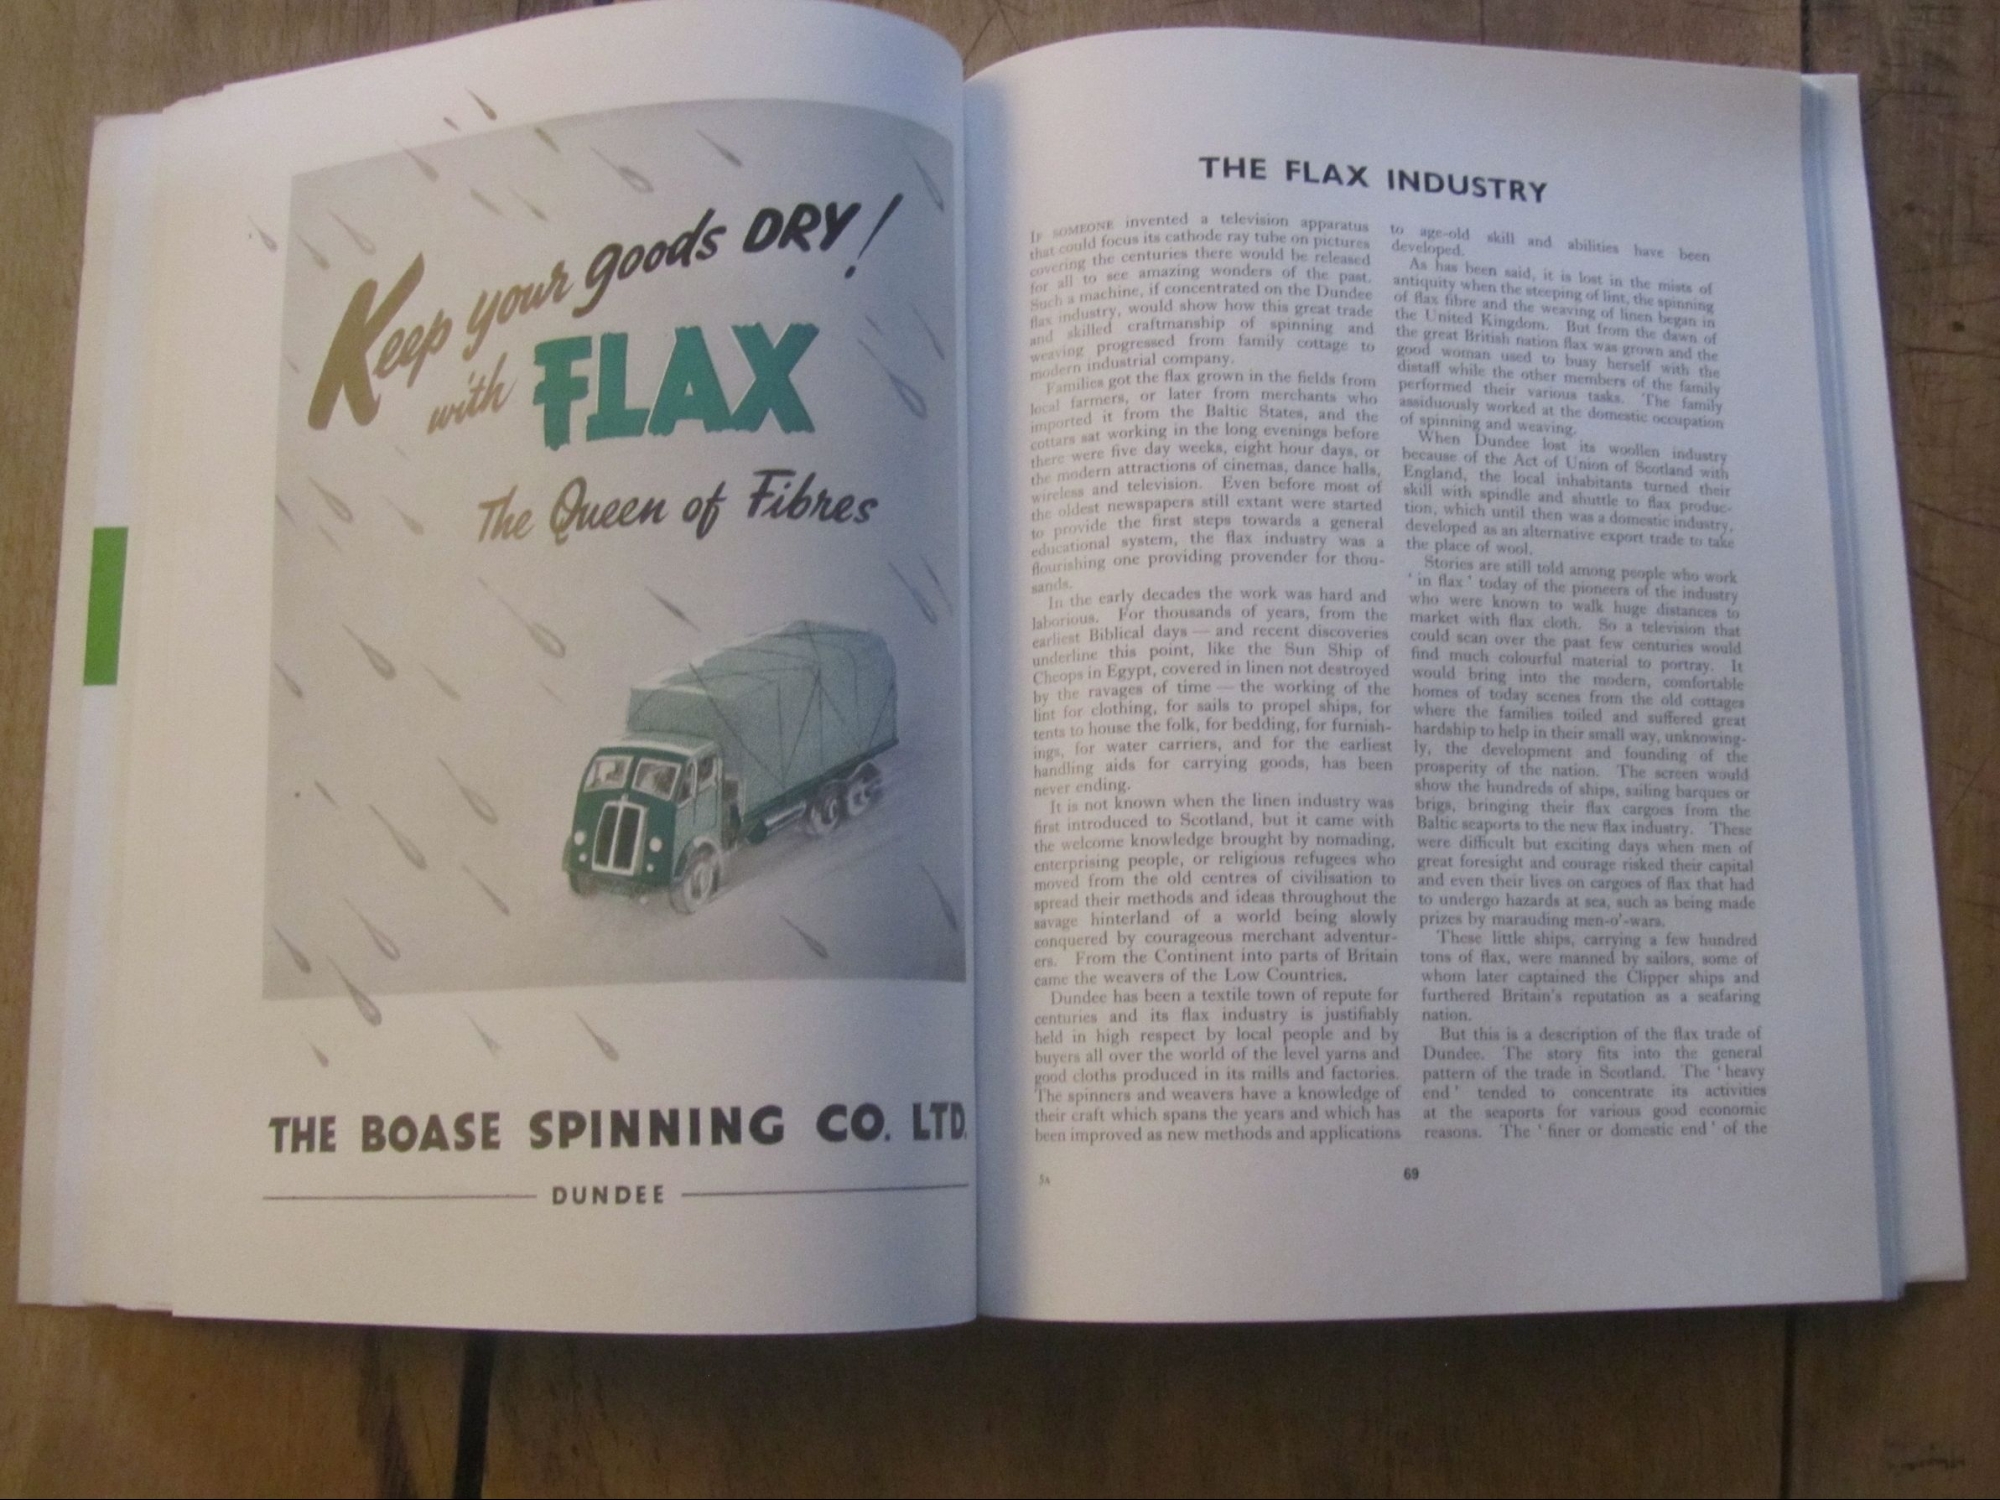 Keep your goods DRY!
with FLAX
The Queen of Fibres
THE BOASE SPINNING CO. LTD.
DUNDEE
THE FLAX INDUSTRY
IF SOMEONE invented a television apparatus
that could focus its cathode ray tube on pictures
covering the centuries there would be released
for all to see amazing wonders of the past.
Such a machine, if concentrated on the Dundee
flax industry, would show how this great trade
and skilled craftmanship of spinning and
weaving progressed from family cottage to
modern industrial company.
Families got the flax grown in the fields from
local farmers, or later from merchants who
imported it from the Baltic States, and the
cottars sat working in the long evenings before
there were five day weeks, eight hour days, or
the modern attractions of cinemas, dance halls,
wireless and television. Even before most of
the oldest newspapers still extant were started
to provide the first steps towards a general
educational system, the flax industry was a
flourishing one providing provender for thou-
sands.
In the early decades the work was hard and
laborious. For thousands of years, from the
earliest Biblical days — and recent discoveries
underline this point, like the Sun Ship of
Cheops in Egypt, covered in linen not destroyed
by the ravages of time — the working of the
lint for clothing, for sails to propel ships, for
tents to house the folk, for bedding, for furnish-
ings, for water carriers, and for the earliest
handling aids for carrying goods, has been
never ending.
It is not known when the linen industry was
first introduced to Scotland, but it came with
the welcome knowledge brought by nomading,
enterprising people, or religious refugees who
moved from the old centres of civilisation to
spread their methods and ideas throughout the
savage hinterland of a world being slowly
conquered by courageous merchant adventur-
ers. From the Continent into parts of Britain
came the weavers of the Low Countries.
Dundee has been a textile town of repute for
centuries and its flax industry is justifiably
held in high respect by local people and by
buyers all over the world of the level yarns and
good cloths produced in its mills and factories.
The spinners and weavers have a knowledge of
their craft which spans the years and which has
been improved as new methods and applications
to age-old skill and abilities have been
developed.
As has been said, it is lost in the mists of
antiquity when the steeping of lint, the spinning
of flax fibre and the weaving of linen began in
the United Kingdom. But from the dawn of
the great British nation flax was grown and the
good woman used to busy herself with the
distaff while the other members of the family
performed their various tasks. The family
assiduously worked at the domestic occupation
of spinning and weaving.
When Dundee lost its woollen industry
because of the Act of Union of Scotland with
England, the local inhabitants turned their
skill with spindle and shuttle to flax produc-
tion, which until then was a domestic industry,
developed as an alternative export trade to take
the place of wool.
Stories are still told among people who work
' in flax ' today of the pioneers of the industry
who were known to walk huge distances to
market with flax cloth. So a television that
could scan over the past few centuries would
find much colourful material to portray. It
would bring into the modern, comfortable
homes of today scenes from the old cottages
where the families toiled and suffered great
hardship to help in their small way, unknowing-
ly, the development and founding of the
prosperity of the nation. The screen would
show the hundreds of ships, sailing barques or
brigs, bringing their flax cargoes from the
Baltic seaports to the new flax industry. These
were difficult but exciting days when men of
great foresight and courage risked their capital
and even their lives on cargoes of flax that had
to undergo hazards at sea, such as being made
prizes by marauding men-o'-wars.
These little ships, carrying a few hundred
tons of flax, were manned by sailors, some of
whom later captained the Clipper ships and
furthered Britain's reputation as a seafaring
nation.
But this is a description of the flax trade of
Dundee. The story fits into the general
pattern of the trade in Scotland. The ' heavy
end ' tended to concentrate its activities
at the seaports for various good economic
reasons. The ' finer or domestic end ' of the
5A
69